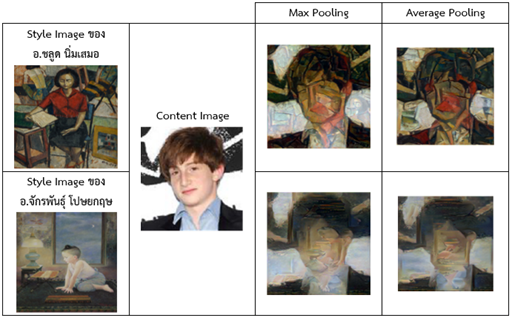 Max Pooling
Average Pooling
Style Image ของ
อ.ชลูด นิ่มเสมอ
Content Image
Style Image ของ
อ.จักรพันธุ์ โปษยกฤษ